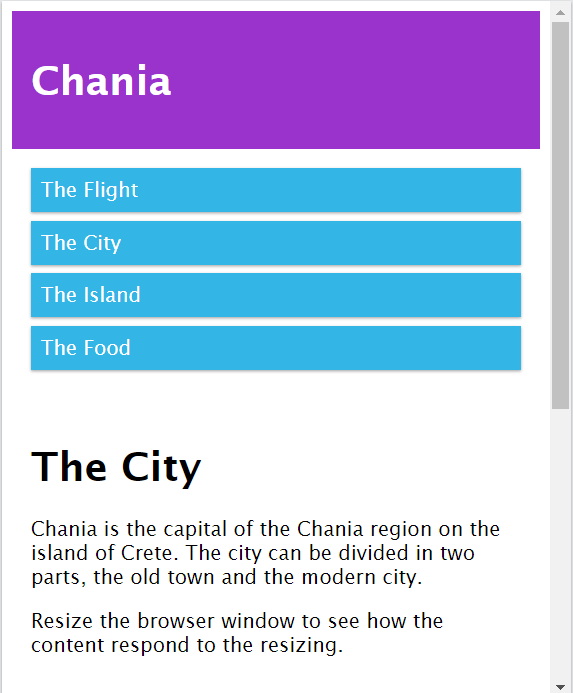 Chania
The Flight
The City
The Island
The Food
The City
Chania is the capital of the Chania region on the
island of Crete. The city can be divided in two
parts, the old town and the modern city.
Resize the browser window to see how the
content respond to the resizing.